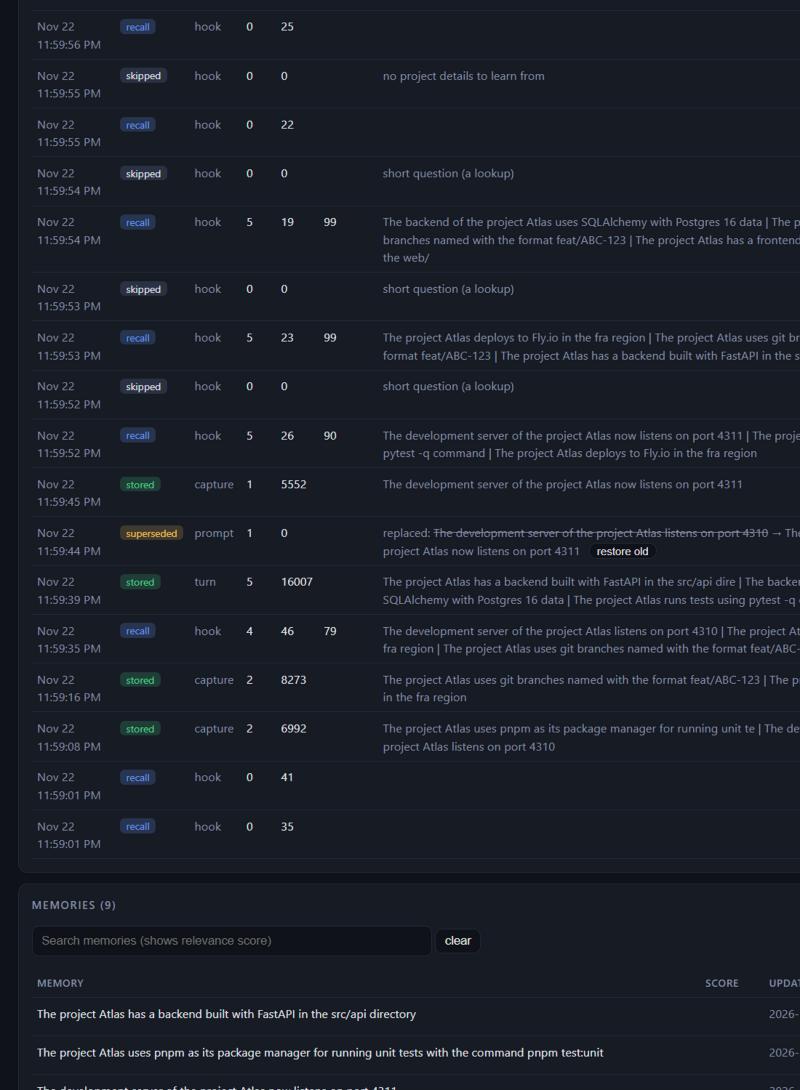 Nov 22 recall hook 0 25
11:59:56 PM
Nov 22 skipped hook 0 0 no project details to learn from
11:59:55 PM
Nov 22 recall hook 0 22
11:59:55 PM
Nov 22 skipped hook 0 0 short question (a lookup)
11:59:54 PM
Nov 22 recall hook 5 19 99 The backend of the project Atlas uses SQLAlchemy with Postgres 16 data | The p
11:59:54 PM branches named with the format feat/ABC-123 | The project Atlas has a frontend
the web/
Nov 22 skipped hook 0 0 short question (a lookup)
11:59:53 PM
Nov 22 recall hook 5 23 99 The project Atlas deploys to Fly.io in the fra region | The project Atlas uses git br
11:59:53 PM format feat/ABC-123 | The project Atlas has a backend built with FastAPI in the s
Nov 22 skipped hook 0 0 short question (a lookup)
11:59:52 PM
Nov 22 recall hook 5 26 90 The development server of the project Atlas now listens on port 4311 | The proje
11:59:52 PM pytest -q command | The project Atlas deploys to Fly.io in the fra region
Nov 22 stored capture 1 5552 The development server of the project Atlas now listens on port 4311
11:59:45 PM
Nov 22 superseded prompt 1 0 replaced: The development server of the project Atlas listens on port 4310 → The
11:59:44 PM project Atlas now listens on port 4311 restore old
Nov 22 stored turn 5 16007 The project Atlas has a backend built with FastAPI in the src/api dire | The backe
11:59:39 PM SQLAlchemy with Postgres 16 data | The project Atlas runs tests using pytest -q
Nov 22 recall hook 4 46 79 The development server of the project Atlas listens on port 4310 | The project At
11:59:35 PM fra region | The project Atlas uses git branches named with the format feat/ABC-
Nov 22 stored capture 2 8273 The project Atlas uses git branches named with the format feat/ABC-123 | The p
11:59:16 PM in the fra region
Nov 22 stored capture 2 6992 The project Atlas uses pnpm as its package manager for running unit te | The de
11:59:08 PM project Atlas listens on port 4310
Nov 22 recall hook 0 41
11:59:01 PM
Nov 22 recall hook 0 35
11:59:01 PM
MEMORIES (9)
Search memories (shows relevance score) clear
MEMORY SCORE UPDAT
The project Atlas has a backend built with FastAPI in the src/api directory 2026-
The project Atlas uses pnpm as its package manager for running unit tests with the command pnpm test:unit 2026-
The development server of the project Atlas now listens on port 4311 2026-